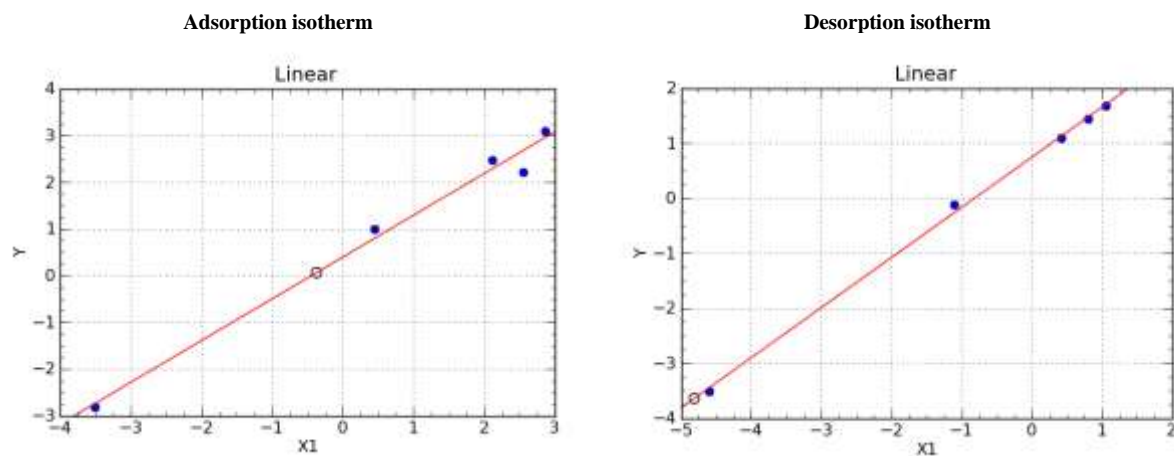 Adsorption isotherm
Linear
4
3
2
1
0
−1
−2
−3
Y
−4 −3 −2 −1 0 1 2 3
X1
Desorption isotherm
Linear
2
1
0
−1
−2
−3
−4
Y
−5 −4 −3 −2 −1 0 1 2
X1